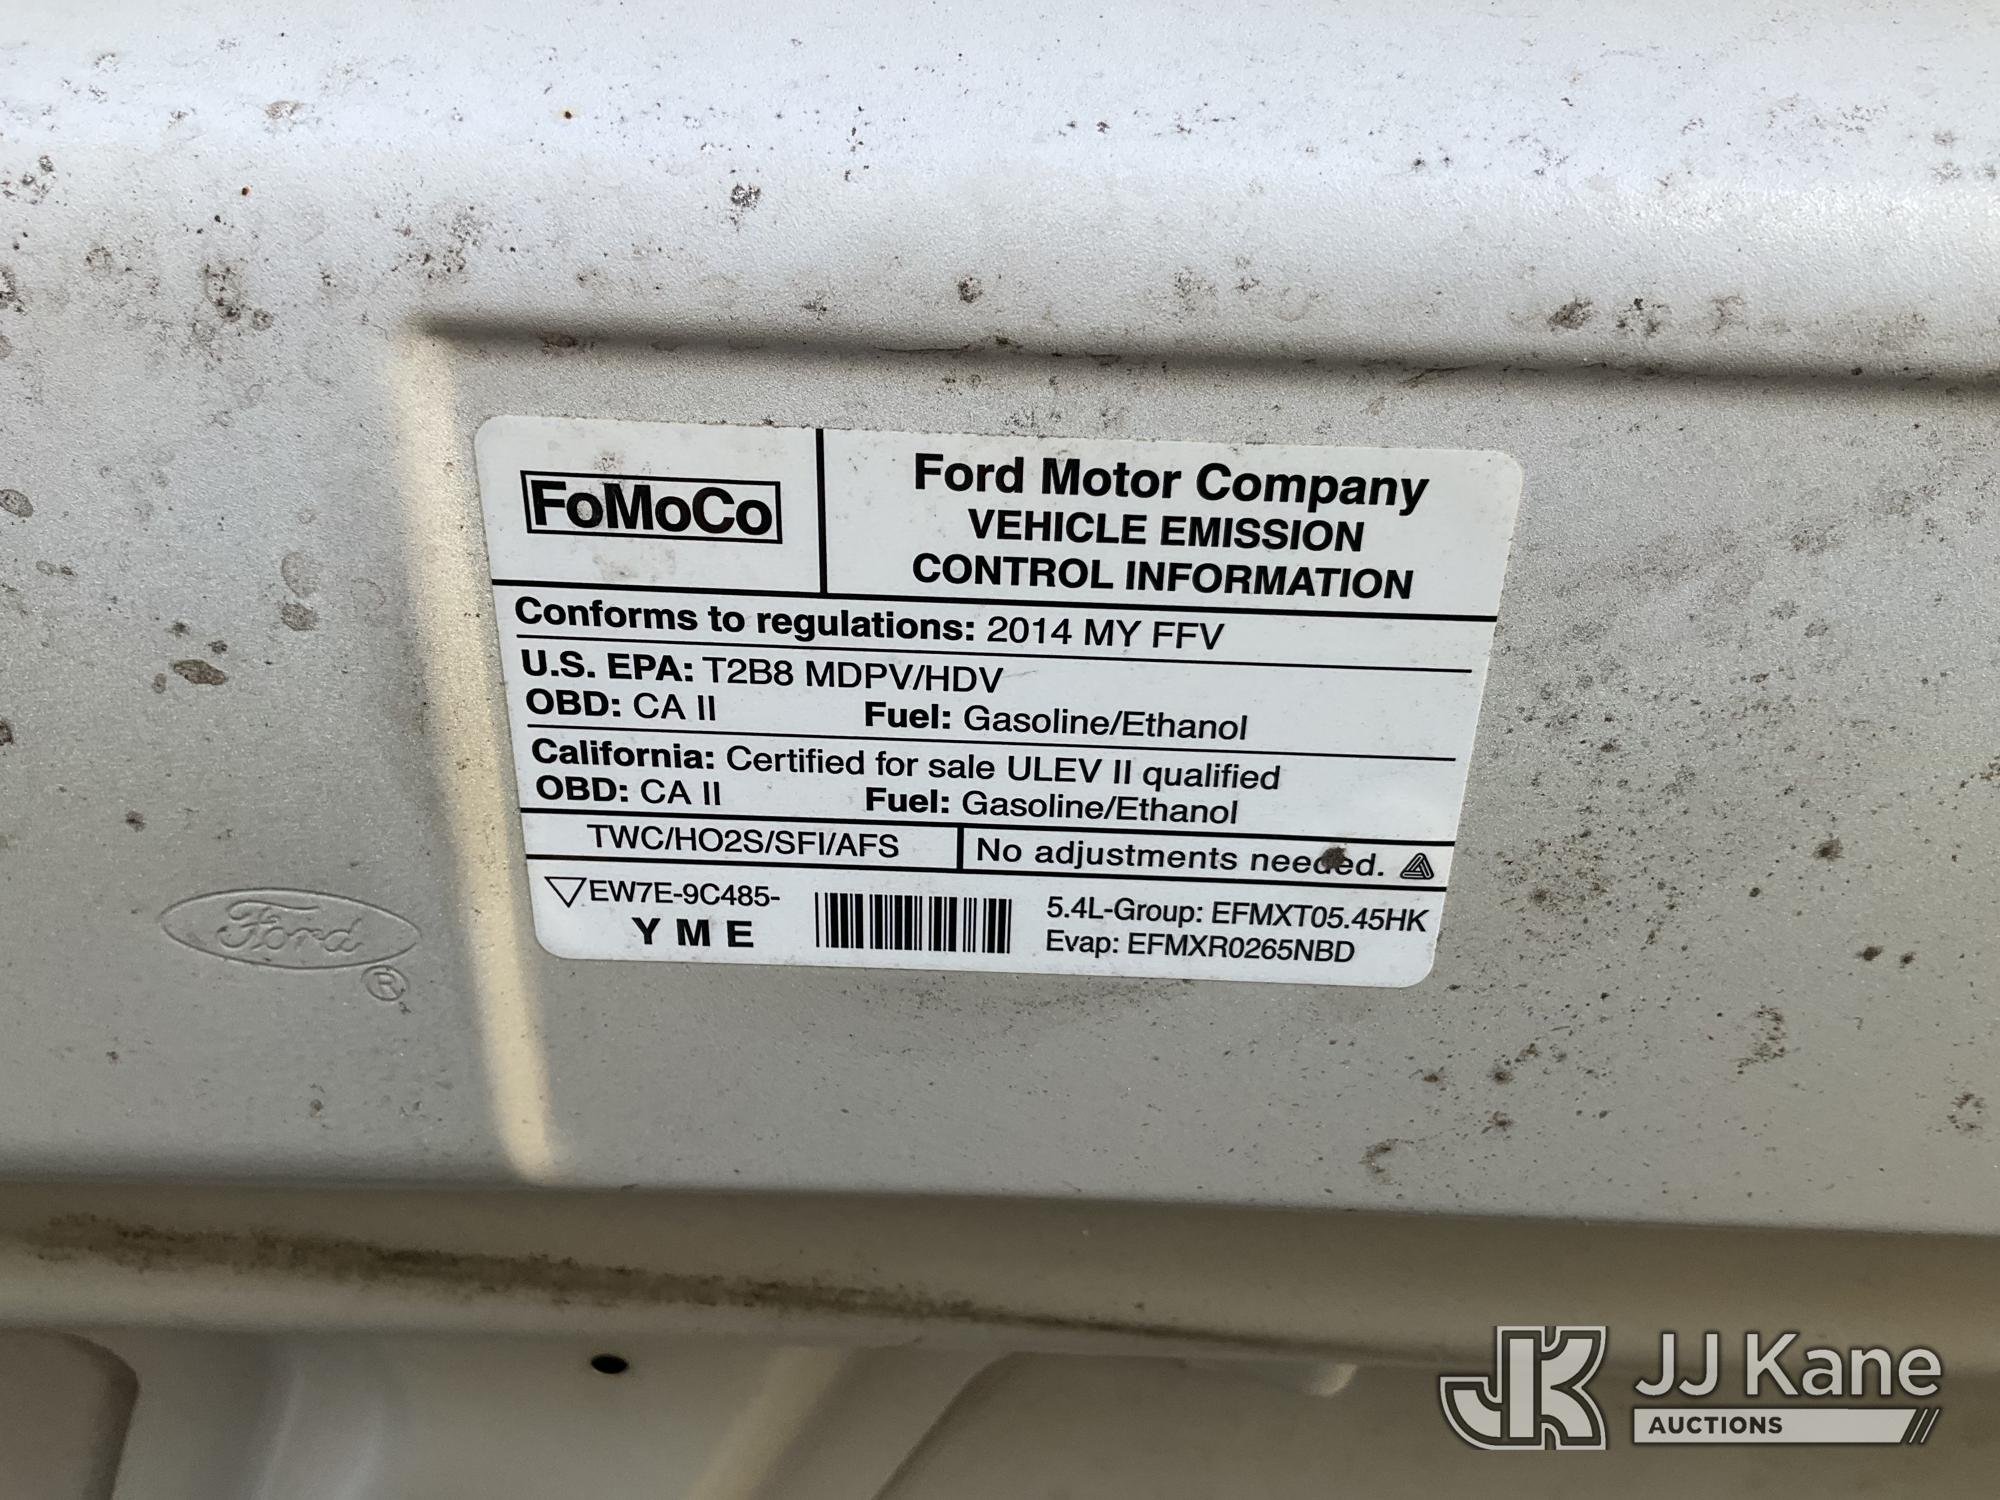 FoMoCo
Ford Motor Company
VEHICLE EMISSION
CONTROL INFORMATION
Conforms to regulations: 2014 MY FFV
U.S. EPA: T2B8 MDPV/HDV
OBD: CA II Fuel: Gasoline/Ethanol
California: Certified for sale ULEV II qualified
OBD: CA II Fuel: Gasoline/Ethanol
TWC/HO2S/SFI/AFS
No adjustments needed.
EW7E-9C485-
Y M E
5.4L-Group: EFMXT05.45HK
Evap: EFMXR0265NBD
Ford ®
JK JJ Kane
AUCTIONS